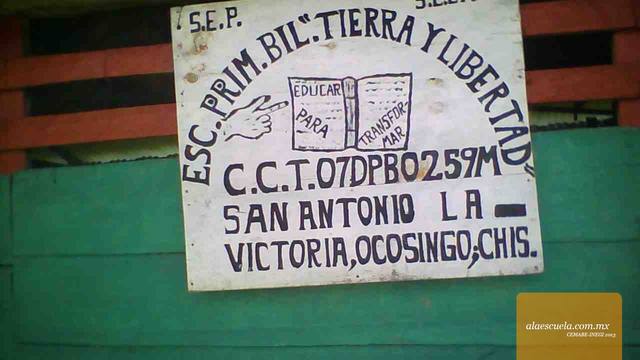 S.E.P.
ESC. PRIM. BIL. "TIERRA Y LIBERTAD"
EDUCAR
PARA
TRANSFOR-
MAR
C.C.T.07DPB0259M
SAN ANTONIO LA
VICTORIA, OCOSINGO, CHIS.
alaescuela.com.mx
CEMABE-INEGI 2013